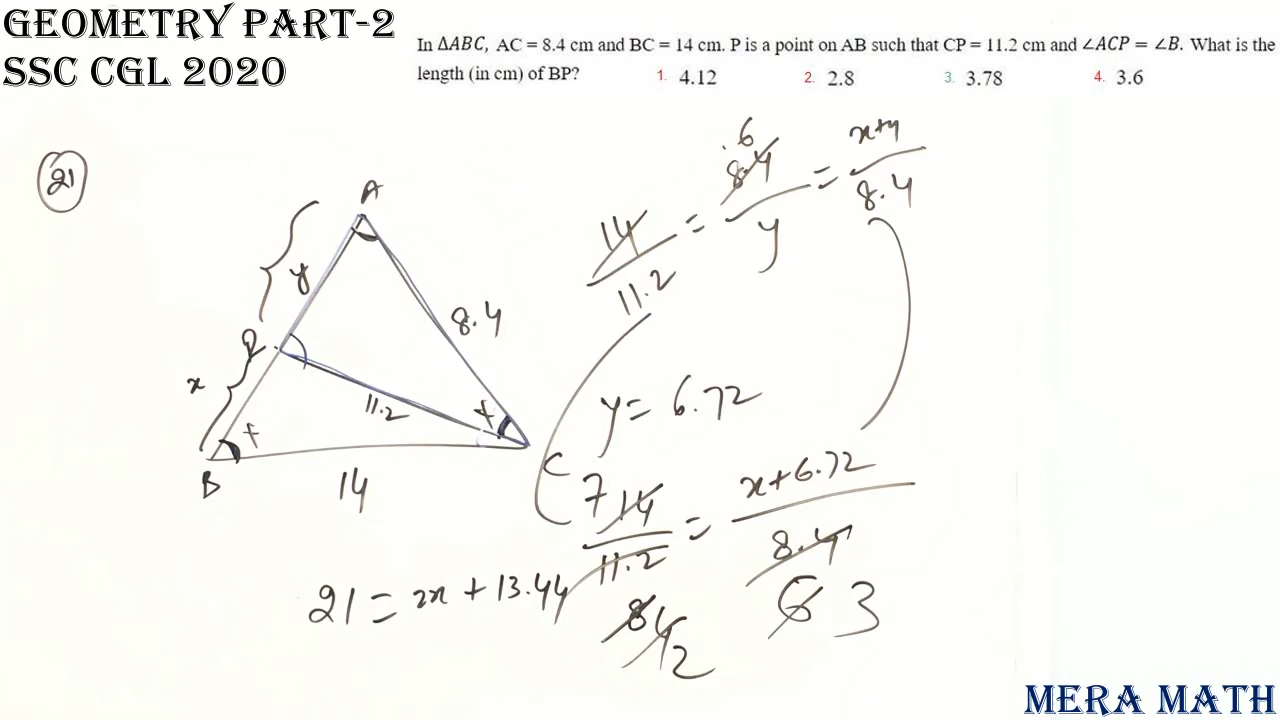 GEOMETRY PART-2
SSC CGL 2020
In ΔABC, AC = 8.4 cm and BC = 14 cm. P is a point on AB such that CP = 11.2 cm and ∠ACP = ∠B. What is the
length (in cm) of BP?
1. 4.12
2. 2.8
3. 3.78
4. 3.6
21
A
y
8.4
P
x
11.2
B
14
C
14/11.2 = 8.4/y = x+y/8.4
.6
y = 6.72
14/11.2 = x+6.72/8.4
7
8 4 2
6 3
21 = 2x + 13.44
MERA MATH